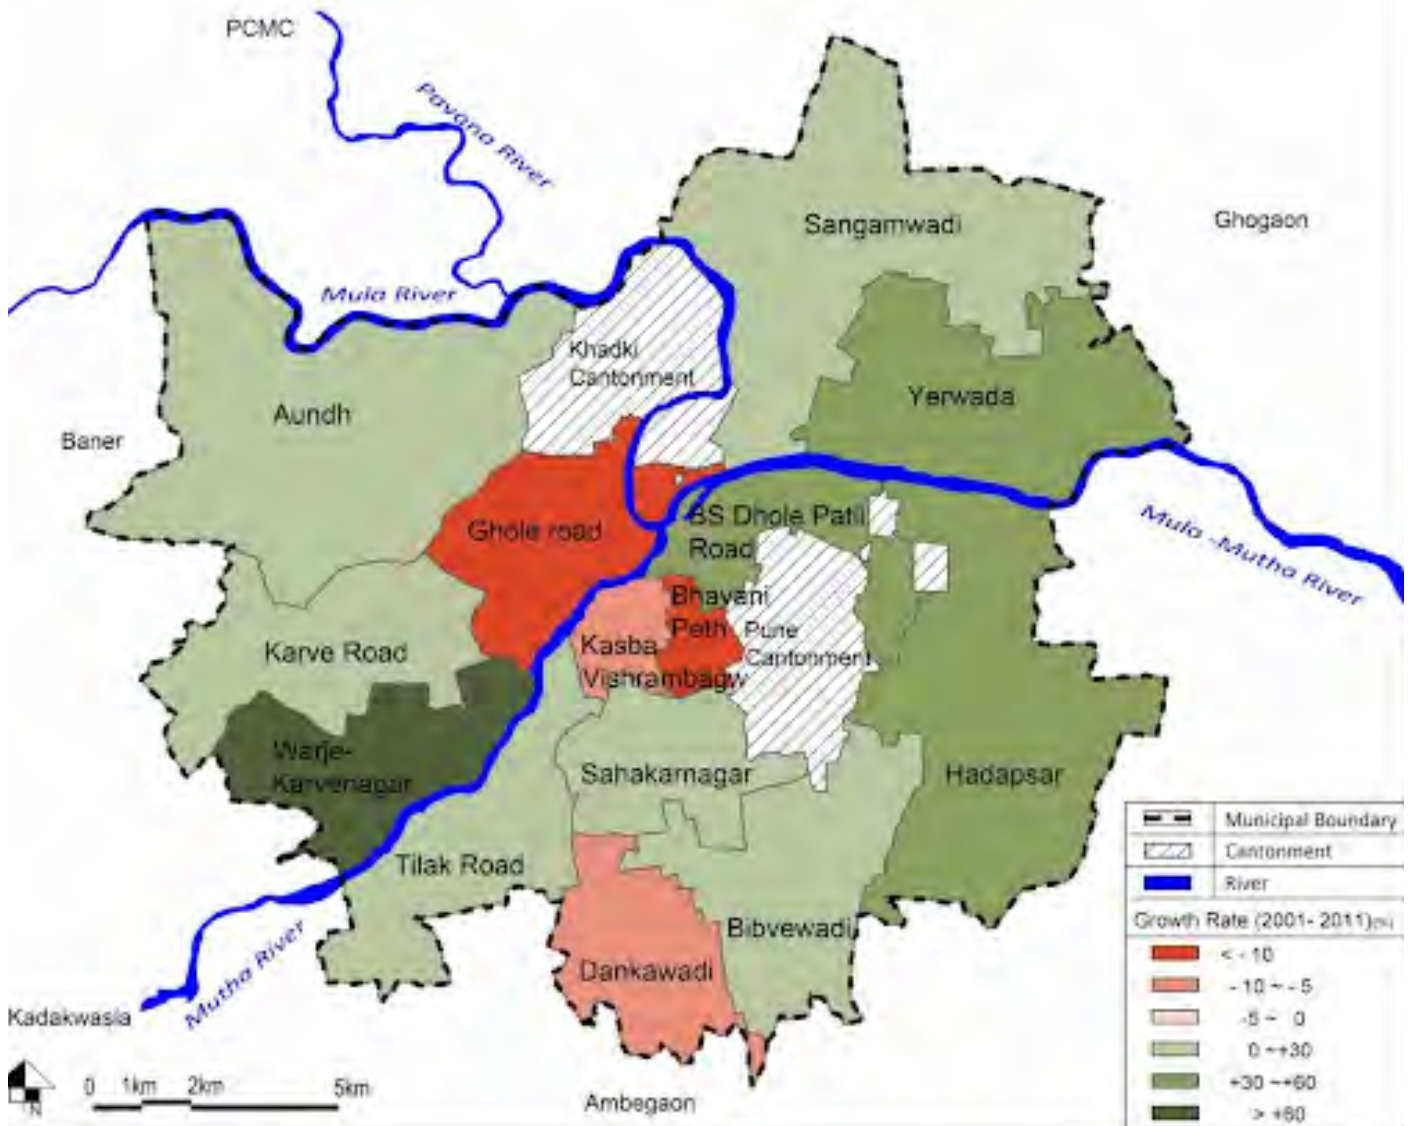 PCMC
Pavana River
Sangamwadi
Ghogaon
Mula River
Khadki
Cantonment
Yerwada
Aundh
Baner
Ghole road
BS Dhole Patil
Road
Mula -Mutha River
Bhavani
Peth
Pune
Cantonment
Kasba
Vishrambagw
Karve Road
Warje-
Karvenagar
Sahakarnagar
Hadapsar
Tilak Road
Bibvewadi
Dankawadi
Mutha River
Kadakwasla
Ambegaon
N
0 1km 2km 5km
Municipal Boundary
Cantonment
River
Growth Rate (2001- 2011)(%)
< - 10
- 10 ~ - 5
-5 ~ 0
0 ~+30
+30 ~+60
> +60